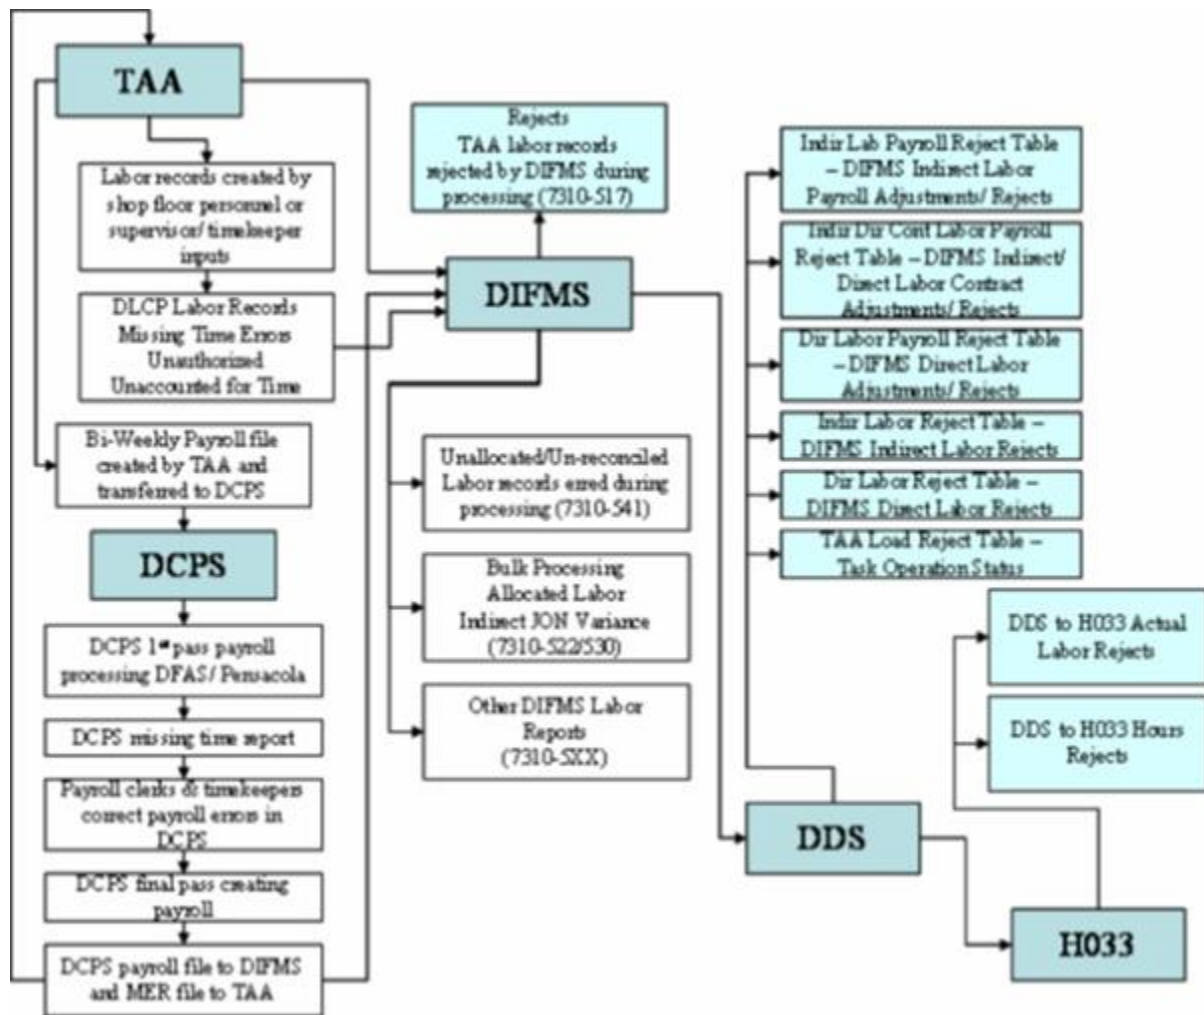 TAA
Labor records created by
shop floor personnel or
supervisor/ timekeeper
inputs
DLCP Labor Records
Missing Time Errors
Unauthorized
Unaccounted for Time
Bi-Weekly Payroll file
created by TAA and
transferred to DCPS
DCPS
DCPS 1st pass payroll
processing DFAS/ Pensacola
DCPS missing time report
Payroll clerks & timekeepers
correct payroll errors in
DCPS
DCPS final pass creating
payroll
DCPS payroll file to DIFMS
and MER file to TAA
Rejects
TAA labor records
rejected by DIFMS during
processing (7310-517)
DIFMS
Unallocated/Un-reconciled
Labor records erred during
processing (7310-541)
Bulk Processing
Allocated Labor
Indirect JON Variance
(7310-522/530)
Other DIFMS Labor
Reports
(7310-5XX)
Indir Lab Payroll Reject Table
– DIFMS Indirect Labor
Payroll Adjustments/ Rejects
Indir Dir Cont Labor Payroll
Reject Table – DIFMS Indirect/
Direct Labor Contract
Adjustments/ Rejects
Dir Labor Payroll Reject Table
– DIFMS Direct Labor
Adjustments/ Rejects
Indir Labor Reject Table –
DIFMS Indirect Labor Rejects
Dir Labor Reject Table –
DIFMS Direct Labor Rejects
TAA Load Reject Table –
Task Operation Status
DDS
DDS to H033 Actual
Labor Rejects
DDS to H033 Hours
Rejects
H033